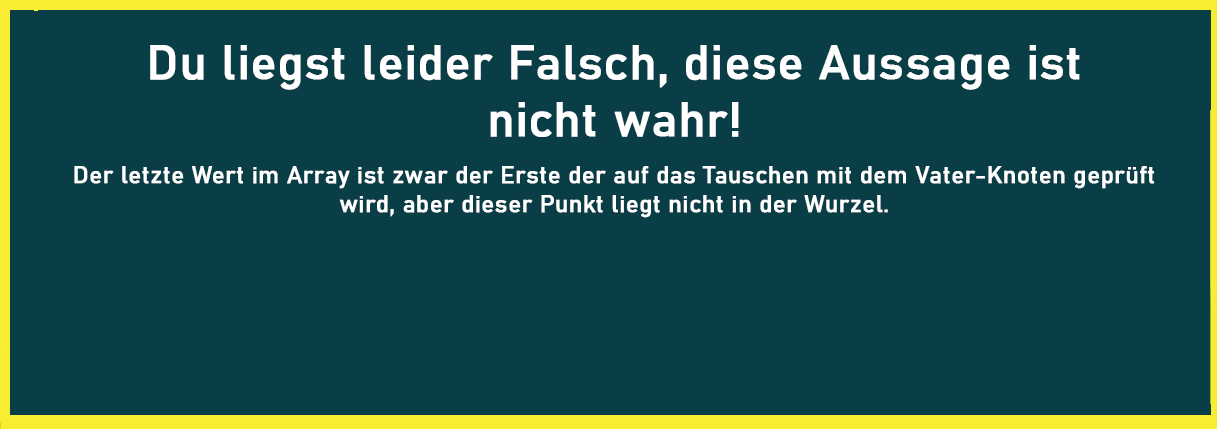 Du liegst leider Falsch, diese Aussage ist
nicht wahr!
Der letzte Wert im Array ist zwar der Erste der auf das Tauschen mit dem Vater-Knoten geprüft
wird, aber dieser Punkt liegt nicht in der Wurzel.